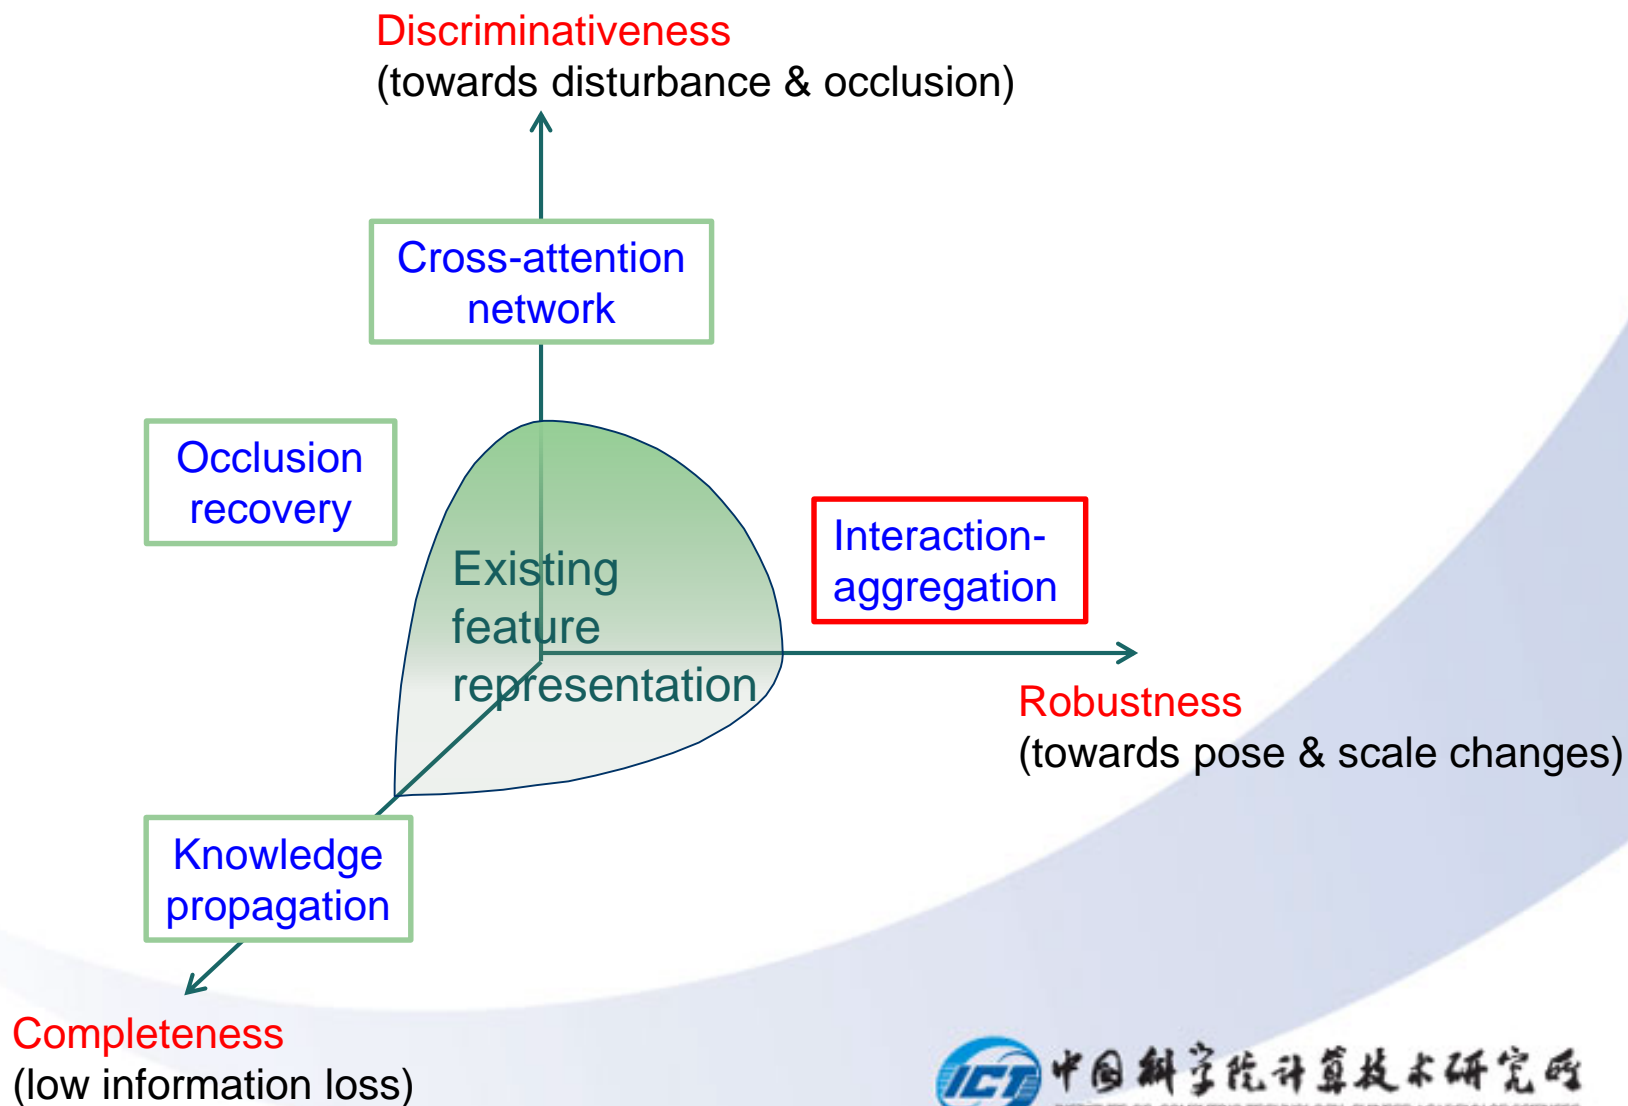 Discriminativeness
(towards disturbance & occlusion)
Cross-attention
network
Occlusion
recovery
Interaction-
aggregation
Existing
feature
representation
Robustness
(towards pose & scale changes)
Knowledge
propagation
Completeness
(low information loss)
ICT 中国科学院计算技术研究所